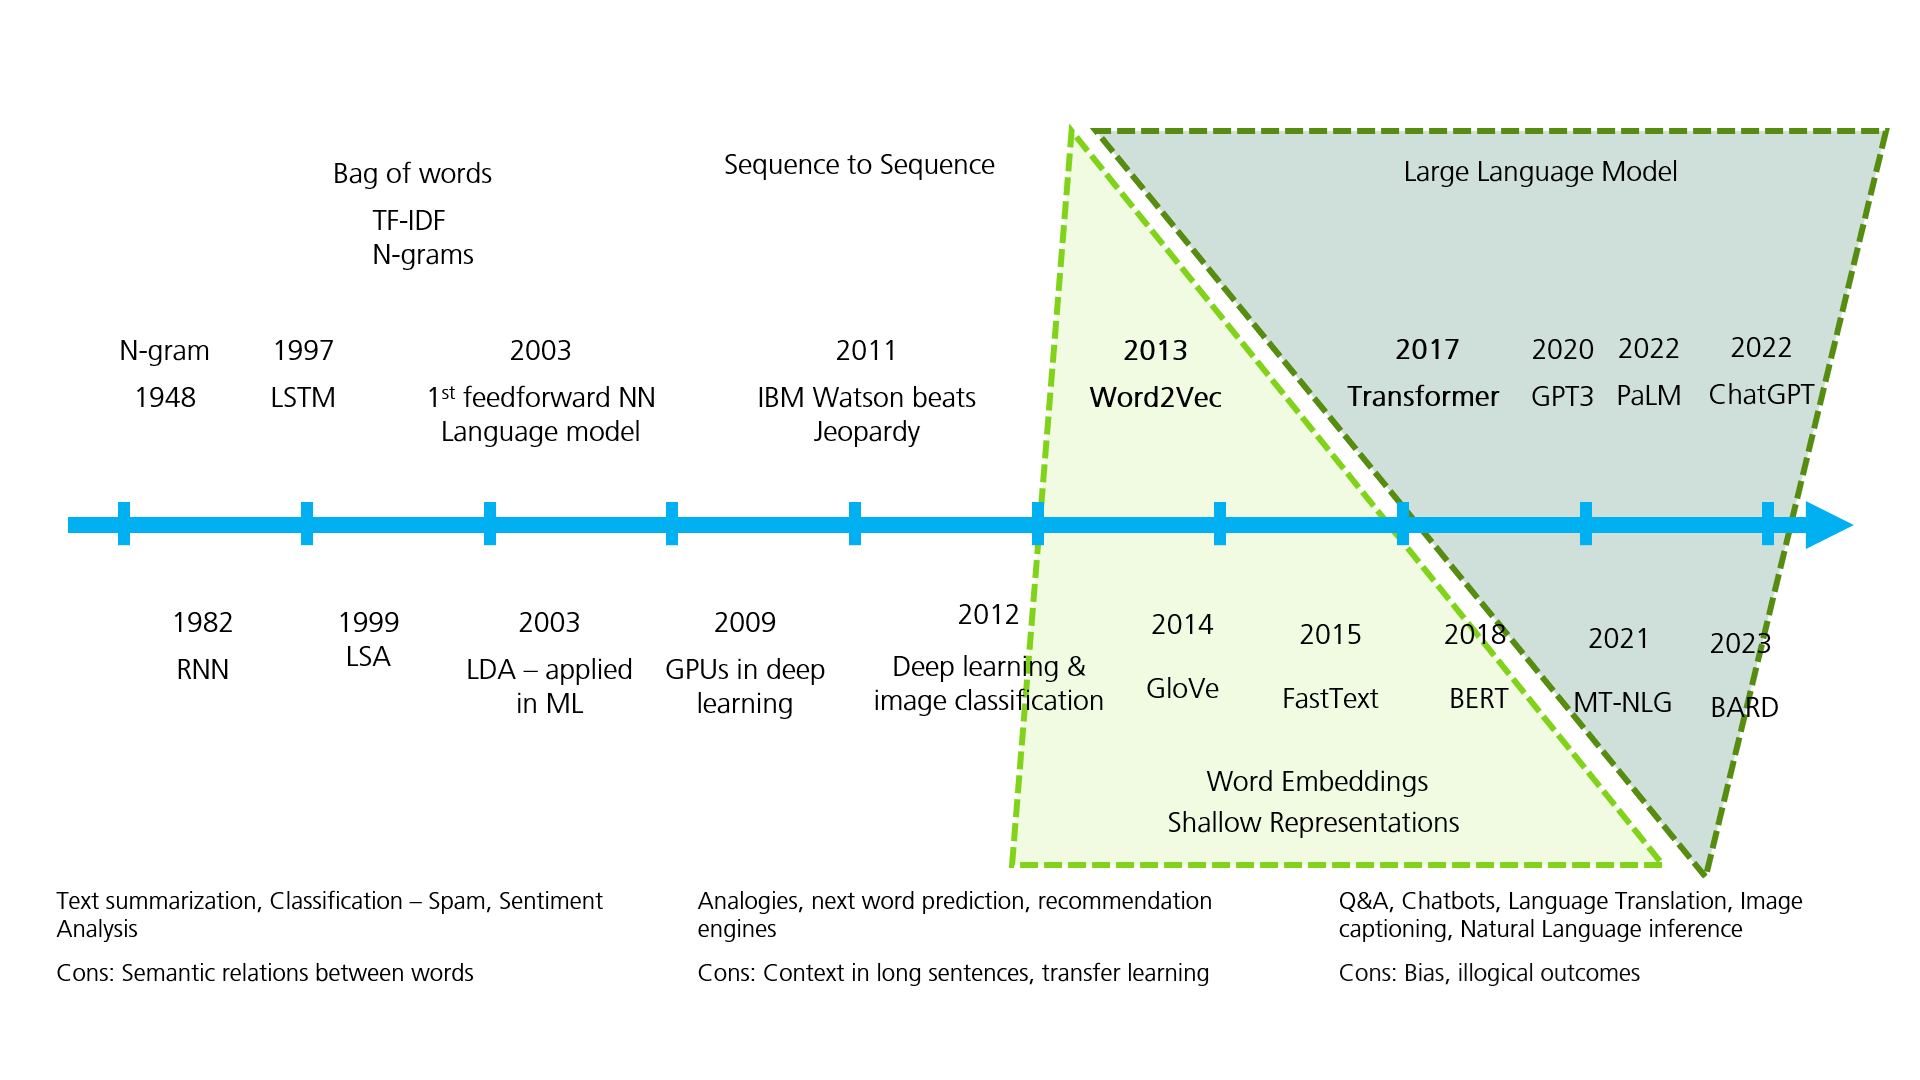 Bag of words
TF-IDF
N-grams
Sequence to Sequence
Large Language Model
N-gram
1948
1997
LSTM
2003
1st feedforward NN
Language model
2011
IBM Watson beats
Jeopardy
2013
Word2Vec
2017
Transformer
2020
GPT3
2022
PaLM
2022
ChatGPT
1982
RNN
1999
LSA
2003
LDA – applied
in ML
2009
GPUs in deep
learning
2012
Deep learning &
image classification
2014
GloVe
2015
FastText
2018
BERT
2021
MT-NLG
2023
BARD
Word Embeddings
Shallow Representations
Text summarization, Classification – Spam, Sentiment
Analysis
Cons: Semantic relations between words
Analogies, next word prediction, recommendation
engines
Cons: Context in long sentences, transfer learning
Q&A, Chatbots, Language Translation, Image
captioning, Natural Language inference
Cons: Bias, illogical outcomes